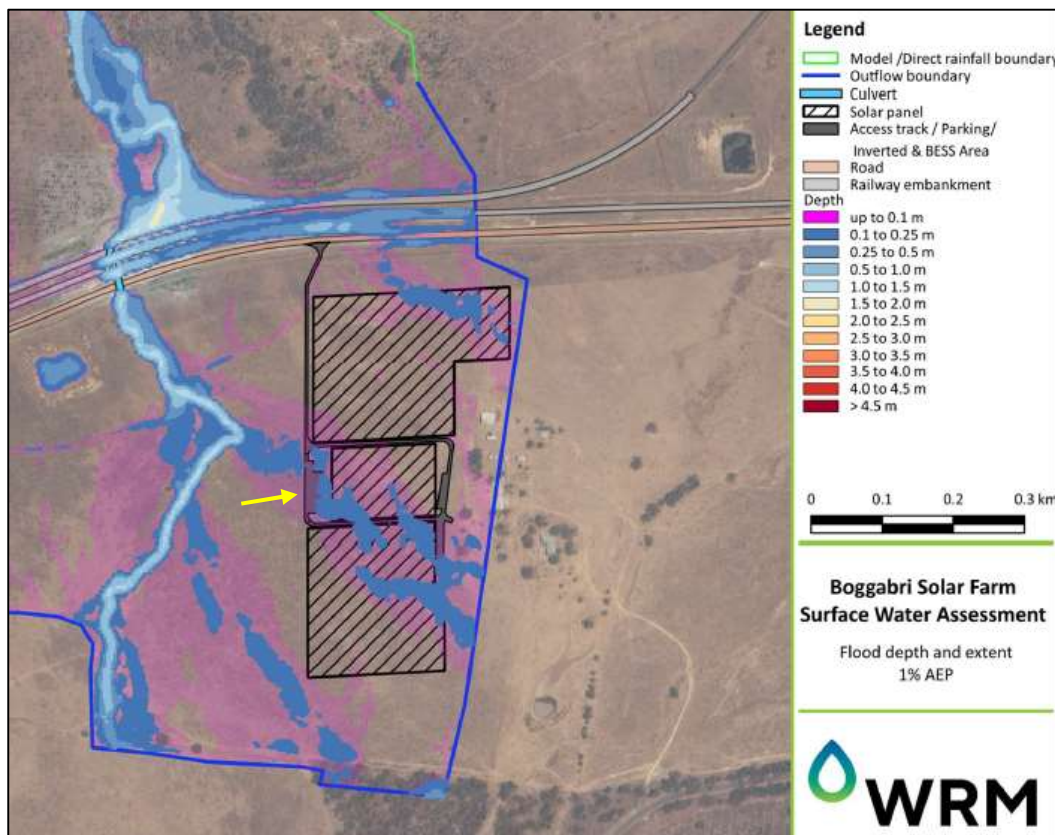 Legend
Model /Direct rainfall boundary
Outflow boundary
Culvert
Solar panel
Access track / Parking/
Inverted & BESS Area
Road
Railway embankment
Depth
up to 0.1 m
0.1 to 0.25 m
0.25 to 0.5 m
0.5 to 1.0 m
1.0 to 1.5 m
1.5 to 2.0 m
2.0 to 2.5 m
2.5 to 3.0 m
3.0 to 3.5 m
3.5 to 4.0 m
4.0 to 4.5 m
> 4.5 m
0 0.1 0.2 0.3 km
Boggabri Solar Farm
Surface Water Assessment
Flood depth and extent
1% AEP
WRM